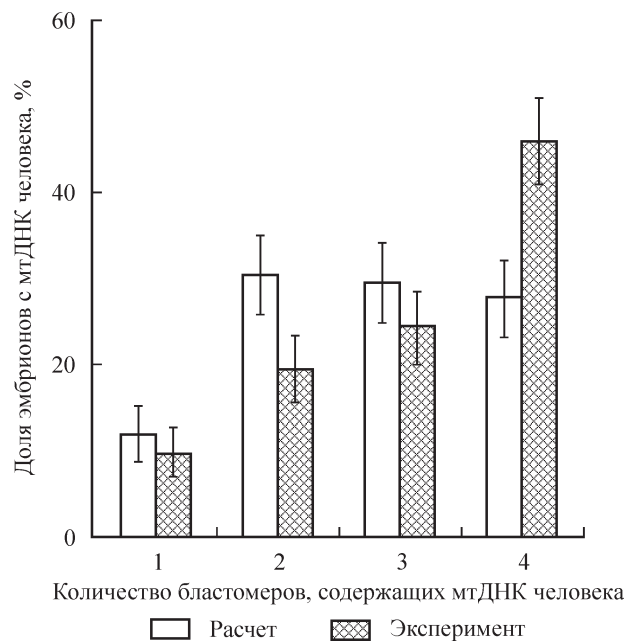 Доля эмбрионов с мтДНК человека, %
60
40
20
0
1 2 3 4
Количество бластомеров, содержащих мтДНК человека
Расчет Эксперимент